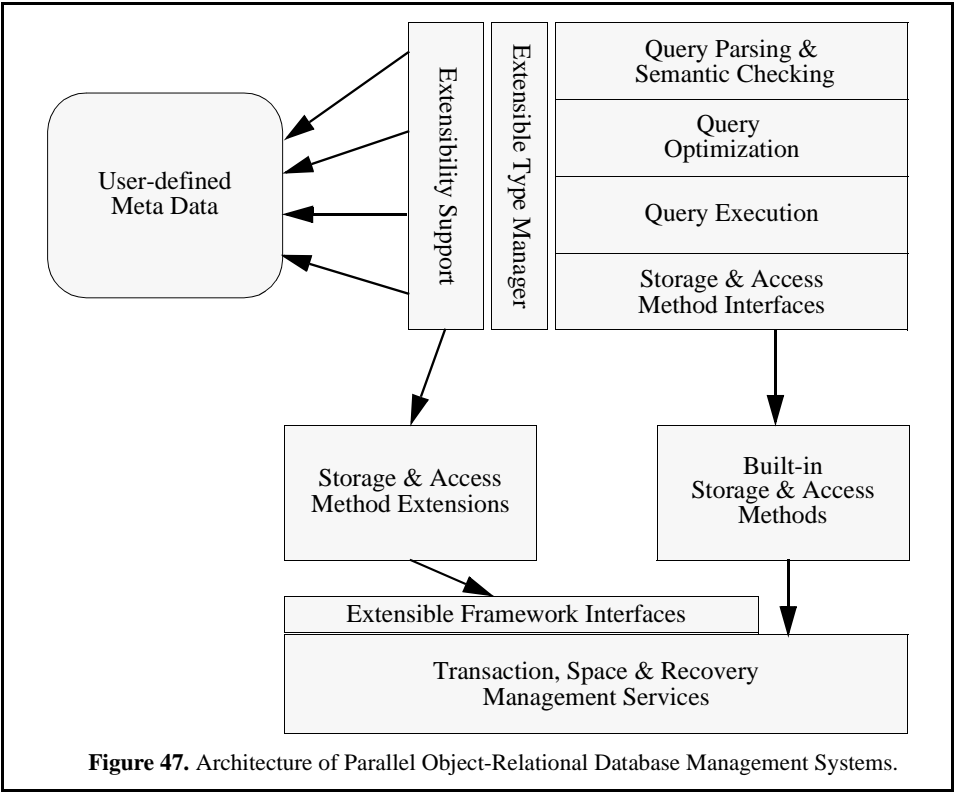 User-defined
Meta Data
Extensibility Support
Extensible Type Manager
Query Parsing &
Semantic Checking
Query
Optimization
Query Execution
Storage & Access
Method Interfaces
Storage & Access
Method Extensions
Built-in
Storage & Access
Methods
Extensible Framework Interfaces
Transaction, Space & Recovery
Management Services
Figure 47. Architecture of Parallel Object-Relational Database Management Systems.